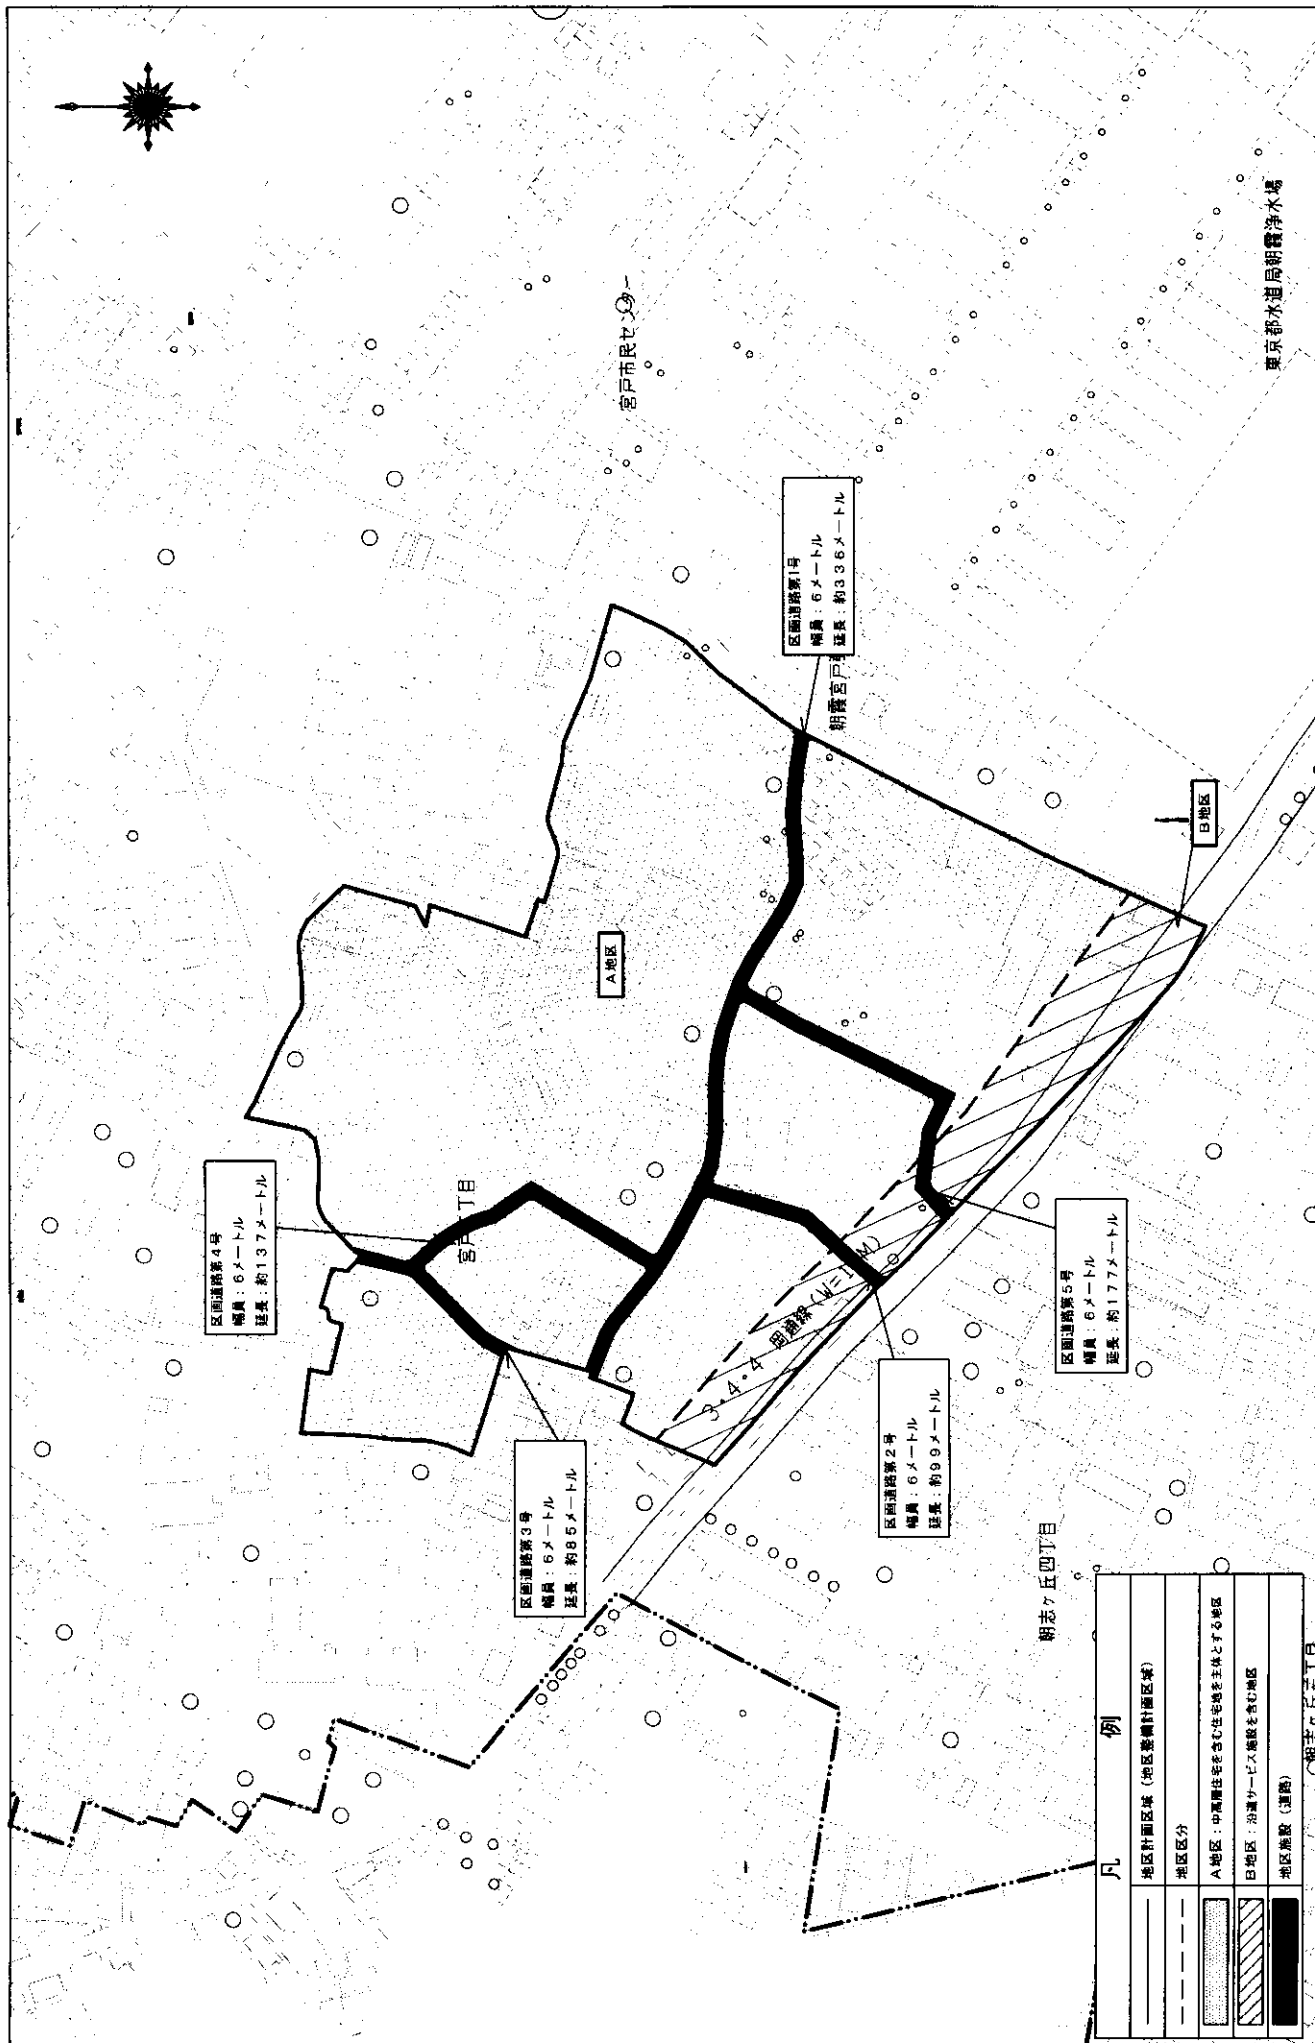 宮戸市民センター
東京都水道局朝霞浄水場
区画道路第1号
幅員：6メートル
延長：約336メートル
朝霞宮戸
B地区
A地区
区画道路第4号
幅員：6メートル
延長：約137メートル
丁目
3・4・4 岡通線
区画道路第5号
幅員：6メートル
延長：約177メートル
区画道路第2号
幅員：6メートル
延長：約99メートル
区画道路第3号
幅員：6メートル
延長：約85メートル
朝志ケ丘四丁目
凡例
地区計画区域（地区整備計画区域）
地区区分
A地区：中高層住宅を含む住宅地を主体とする地区
B地区：沿道サービス施設を含む地区
地区施設（道路）